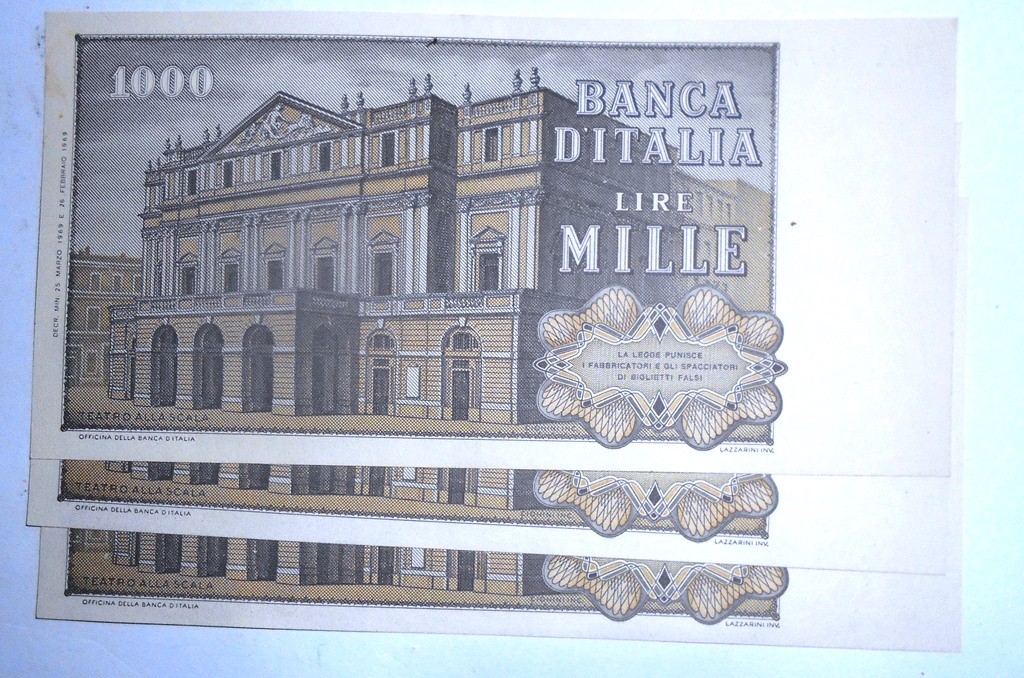 1000
BANCA
D'ITALIA
LIRE
MILLE
DECR. MIN. 25 MARZO 1969 E 26 FEBBRAIO 1969
LA LEGGE PUNISCE
I FABBRICATORI E GLI SPACCIATORI
DI BIGLIETTI FALSI
TEATRO ALLA SCALA
OFFICINA DELLA BANCA D'ITALIA
LAZZARINI INV.
TEATRO ALLA SCALA
OFFICINA DELLA BANCA D'ITALIA
LAZZARINI INV.
TEATRO ALLA SCALA
OFFICINA DELLA BANCA D'ITALIA
LAZZARINI INV.